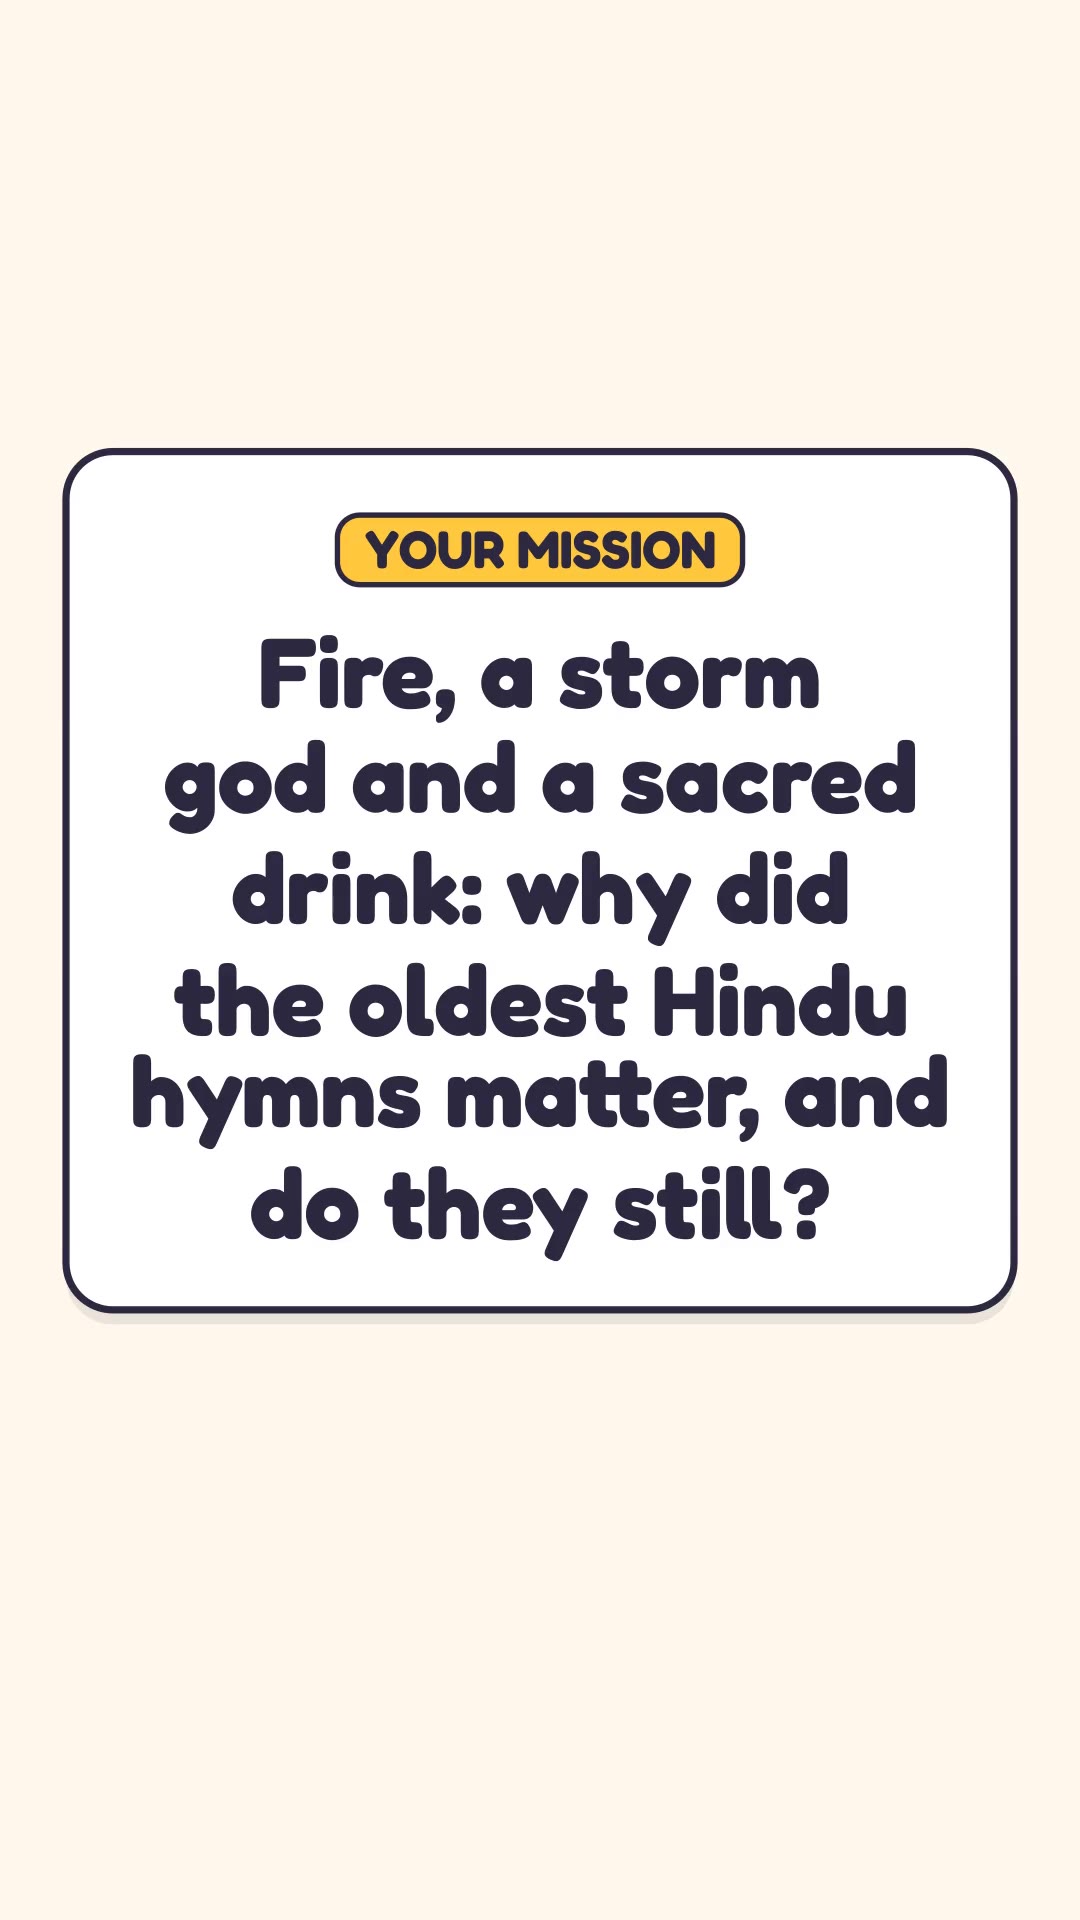 YOUR MISSION
Fire, a storm
god and a sacred
drink: why did
the oldest Hindu
hymns matter, and
do they still?